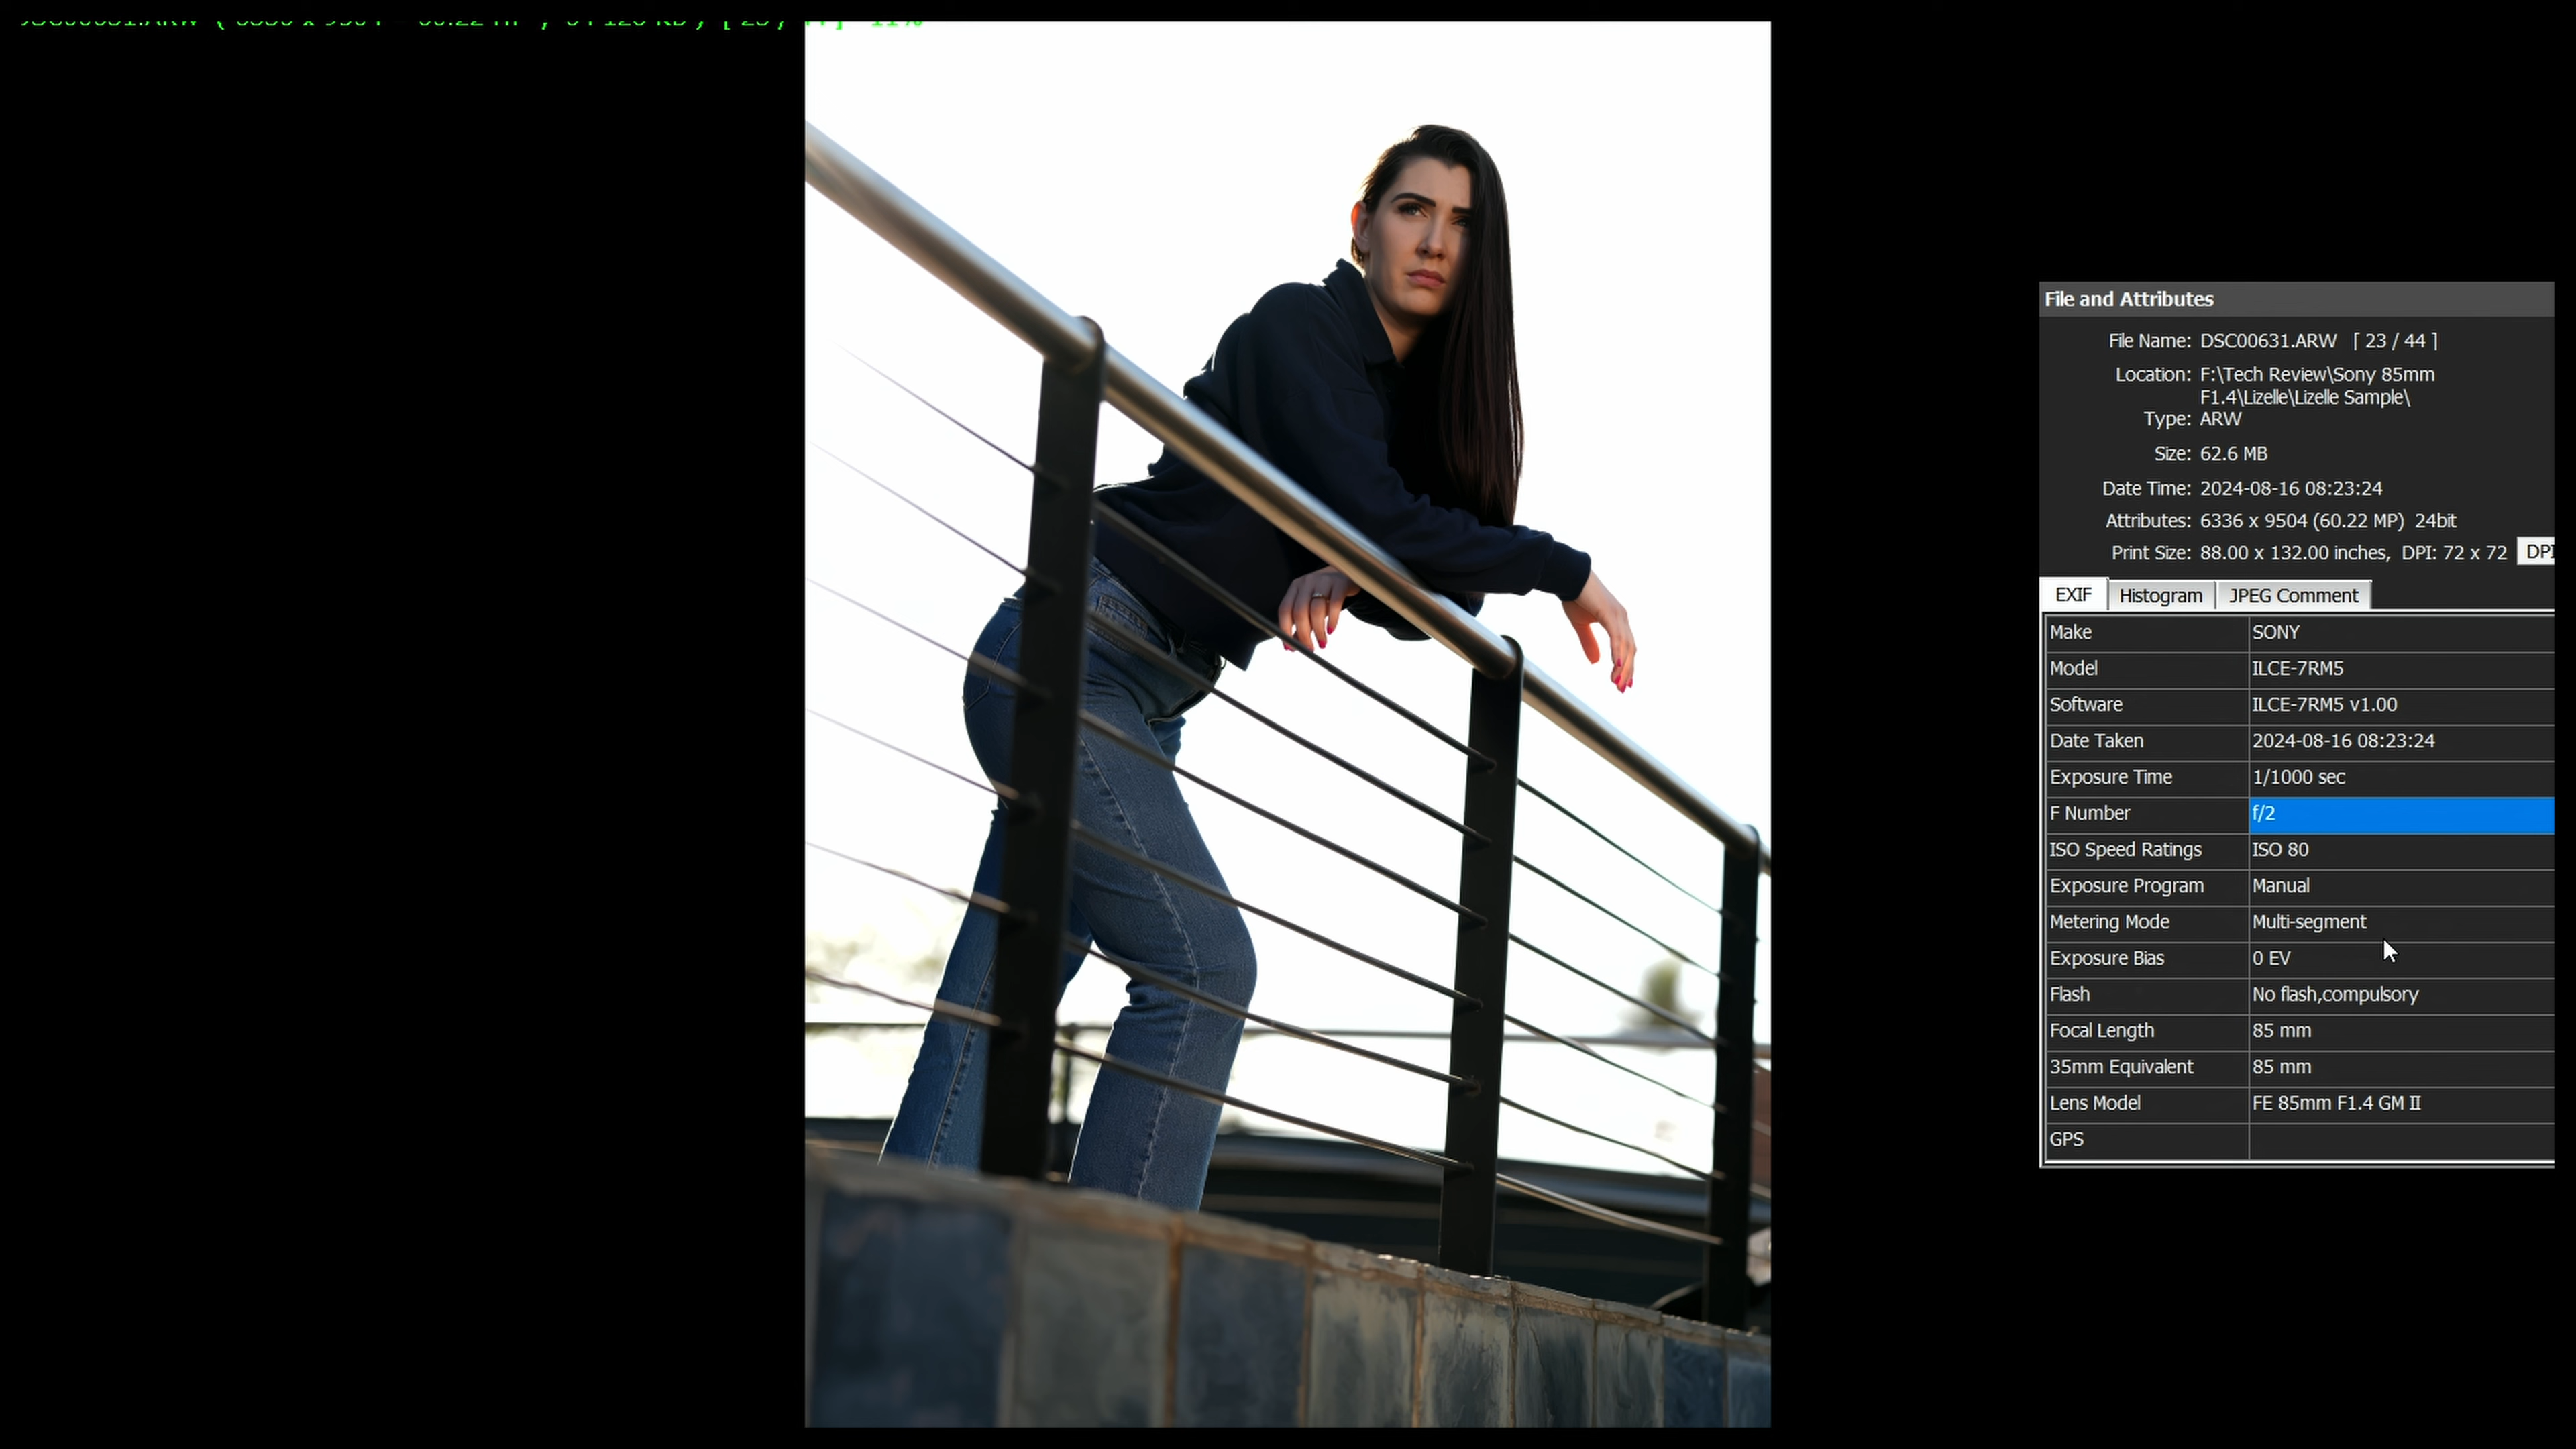 File and Attributes
File Name: DSC00631.ARW [ 23 / 44 ]
Location: F:\Tech Review\Sony 85mm
F1.4\Lizelle\Lizelle Sample\
Type: ARW
Size: 62.6 MB
Date Time: 2024-08-16 08:23:24
Attributes: 6336 x 9504 (60.22 MP) 24bit
Print Size: 88.00 x 132.00 inches, DPI: 72 x 72 DPI
EXIF Histogram JPEG Comment
Make SONY
Model ILCE-7RM5
Software ILCE-7RM5 v1.00
Date Taken 2024-08-16 08:23:24
Exposure Time 1/1000 sec
F Number f/2
ISO Speed Ratings ISO 80
Exposure Program Manual
Metering Mode Multi-segment
Exposure Bias 0 EV
Flash No flash,compulsory
Focal Length 85 mm
35mm Equivalent 85 mm
Lens Model FE 85mm F1.4 GM II
GPS